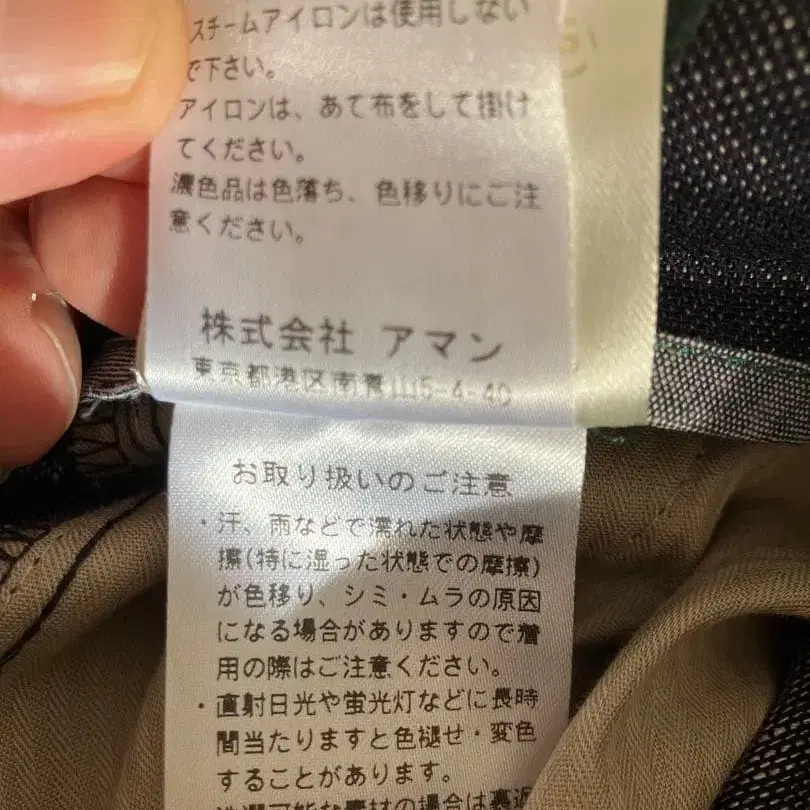 スチームアイロンは使用しない
で下さい。
アイロンは、あて布をして掛け
てください。
濃色品は色落ち、色移りにご注
意ください。
株式会社 アマン
東京都港区南青山5-4-40
お取り扱いのご注意
・汗、雨などで濡れた状態や摩
擦(特に湿った状態での摩擦)
が色移り、シミ・ムラの原因
になる場合がありますので着
用の際はご注意ください。
・直射日光や蛍光灯などに長時
間当たりますと色褪せ・変色
することがあります。
は裏返